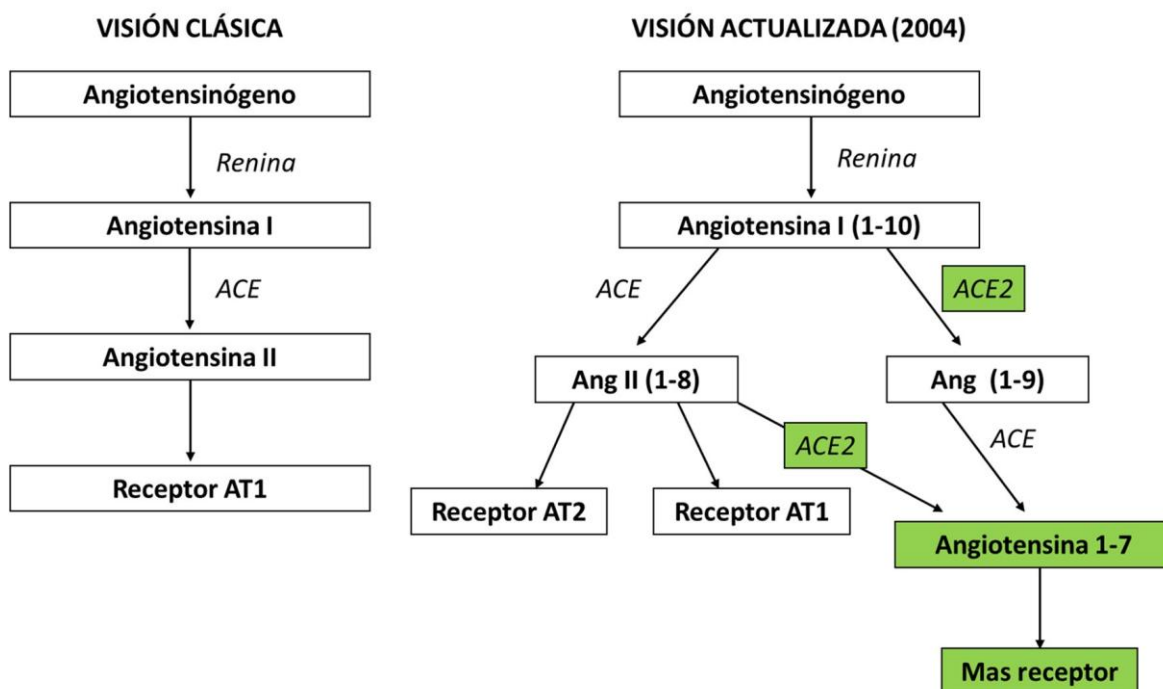 VISIÓN CLÁSICA
Angiotensinógeno
Renina
Angiotensina I
ACE
Angiotensina II
Receptor AT1
VISIÓN ACTUALIZADA (2004)
Angiotensinógeno
Renina
Angiotensina I (1-10)
ACE
ACE2
Ang II (1-8)
Ang (1-9)
ACE2
ACE
Receptor AT2
Receptor AT1
Angiotensina 1-7
Mas receptor